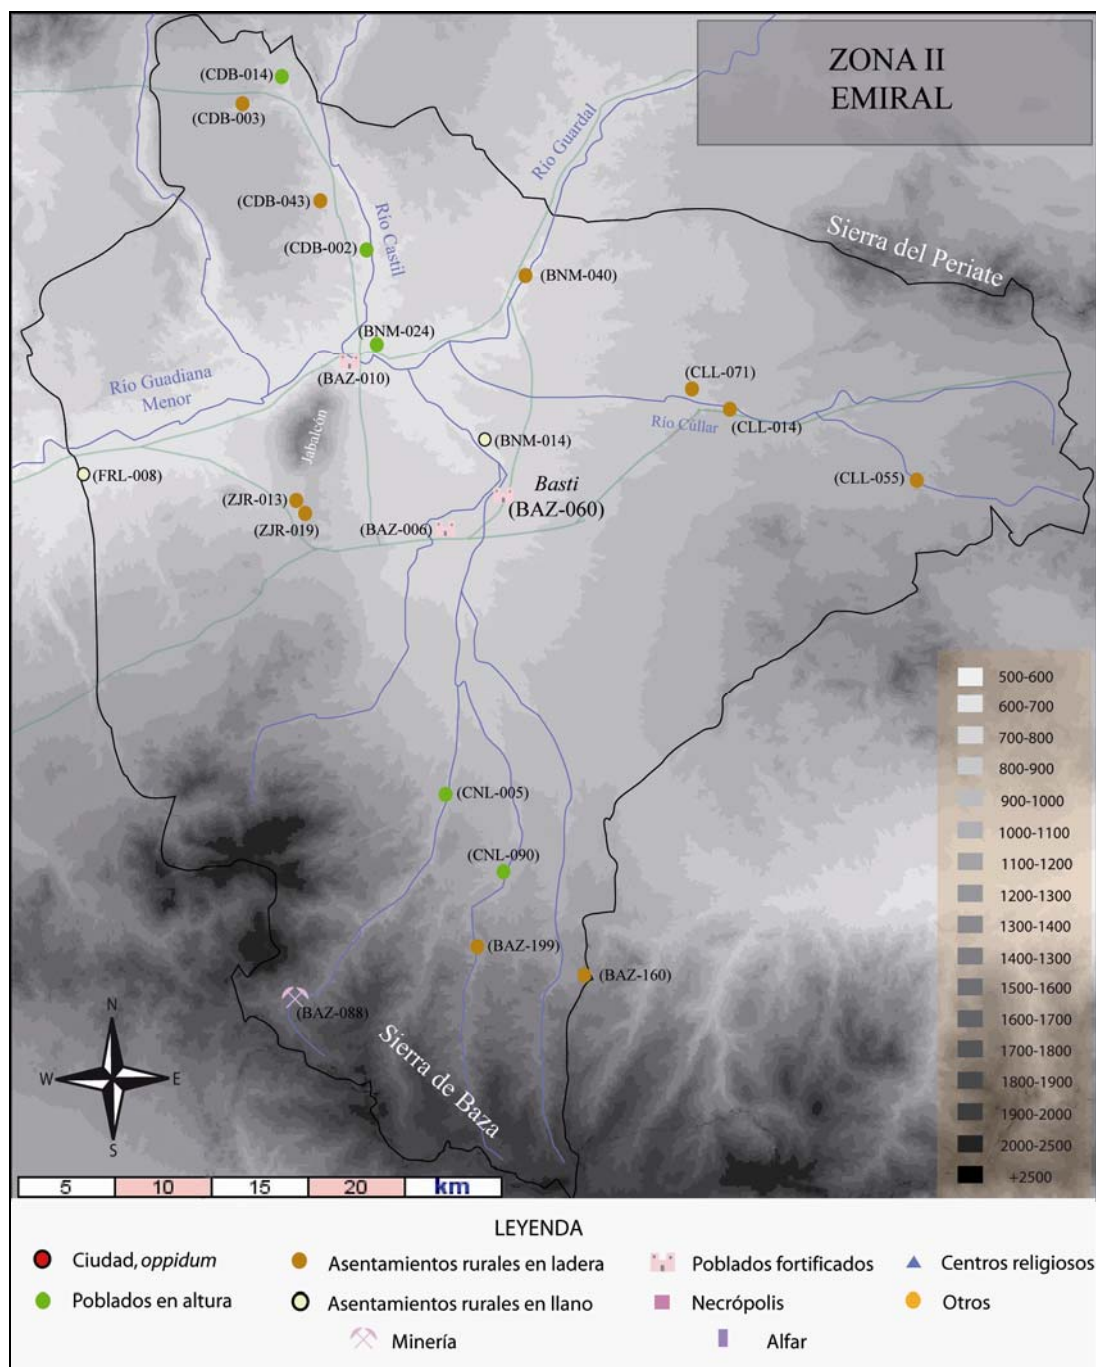 ZONA II
EMIRAL
(CDB-014)
(CDB-003)
Río Guardal
(CDB-043)
Río Castil
(CDB-002)
Sierra del Periate
(BNM-040)
(BNM-024)
(BAZ-010)
Río Guadiana
Menor
(CLL-071)
Río Cúllar
(CLL-014)
Jabalcón
(BNM-014)
(FRL-008)
(CLL-055)
Basti
(BAZ-060)
(ZJR-013)
(ZJR-019)
(BAZ-006)
500-600
600-700
700-800
800-900
900-1000
1000-1100
1100-1200
1200-1300
1300-1400
1400-1300
1500-1600
1600-1700
1700-1800
1800-1900
1900-2000
2000-2500
+2500
(CNL-005)
(CNL-090)
(BAZ-199)
(BAZ-160)
(BAZ-088)
Sierra de Baza
N
W E
S
5 10 15 20 km
LEYENDA
Ciudad, oppidum Asentamientos rurales en ladera Poblados fortificados Centros religiosos
Poblados en altura Asentamientos rurales en llano Necrópolis Otros
Minería Alfar